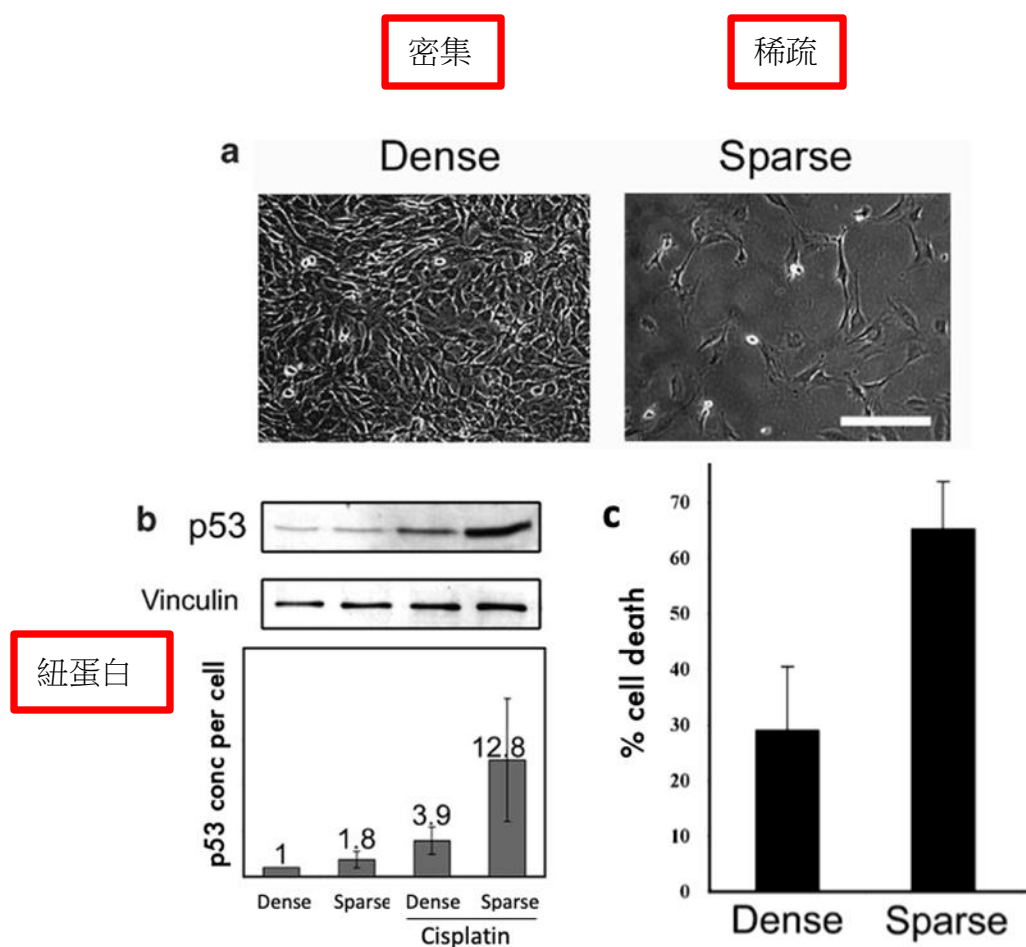 密集
稀疏
a
Dense
Sparse
b
p53
Vinculin
紐蛋白
p53 conc per cell
1
1.8
3.9
12.8
Dense
Sparse
Dense
Sparse
Cisplatin
c
% cell death
70
60
50
40
30
20
10
0
Dense
Sparse